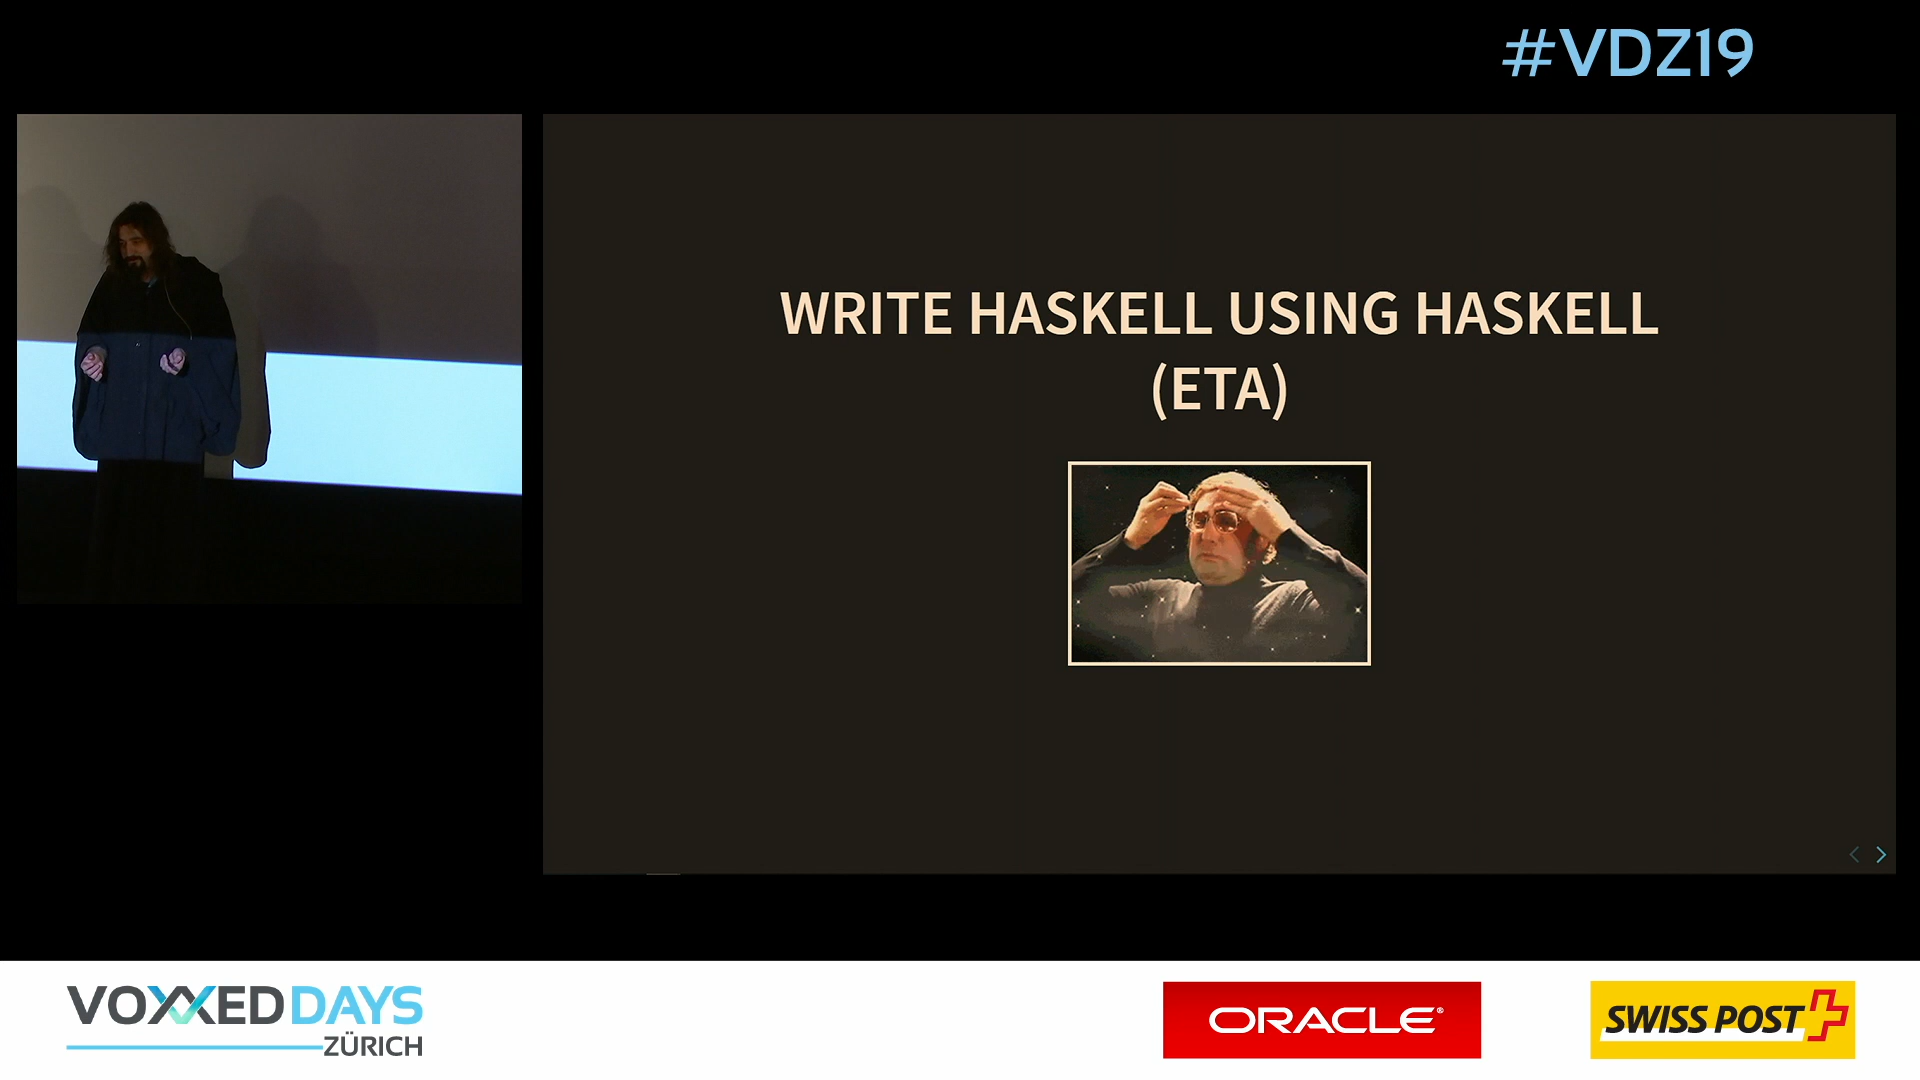 #VDZ19
WRITE HASKELL USING HASKELL
(ETA)
VOXXED DAYS
ZÜRICH
ORACLE®
SWISS POST